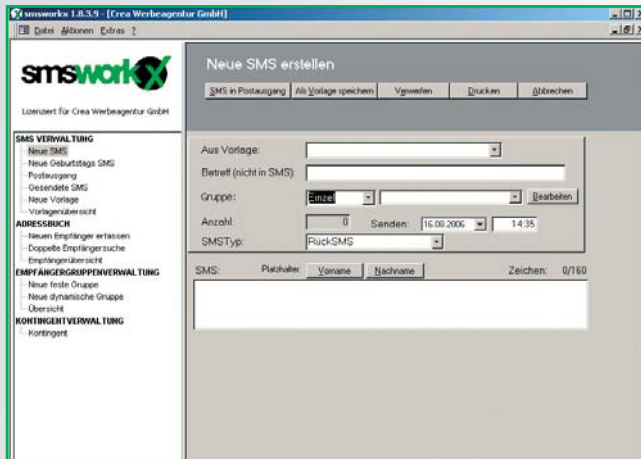 smsworkx 1.8.3.9 - [Crea Werbeagentur GmbH]
Datei Aktionen Extras ?
smsworkx
Lizenziert für Crea Werbeagentur GmbH
SMS VERWALTUNG
Neue SMS
Neue Geburtstags SMS
Postausgang
Gesendete SMS
Neue Vorlage
Vorlagenübersicht
ADRESSBUCH
Neuen Empfänger erfassen
Doppelte Empfängersuche
Empfängerübersicht
EMPFÄNGERGRUPPENVERWALTUNG
Neue feste Gruppe
Neue dynamische Gruppe
Übersicht
KONTINGENTVERWALTUNG
Kontingent
Neue SMS erstellen
SMS in Postausgang Als Vorlage speichern Verwerfen Drucken Abbrechen
Aus Vorlage:
Betreff (nicht in SMS):
Gruppe: Einzel Bearbeiten
Anzahl: 0 Senden: 16.08.2006 14:35
SMSTyp: RückSMS
SMS: Platzhalter: Vorname Nachname Zeichen: 0/160